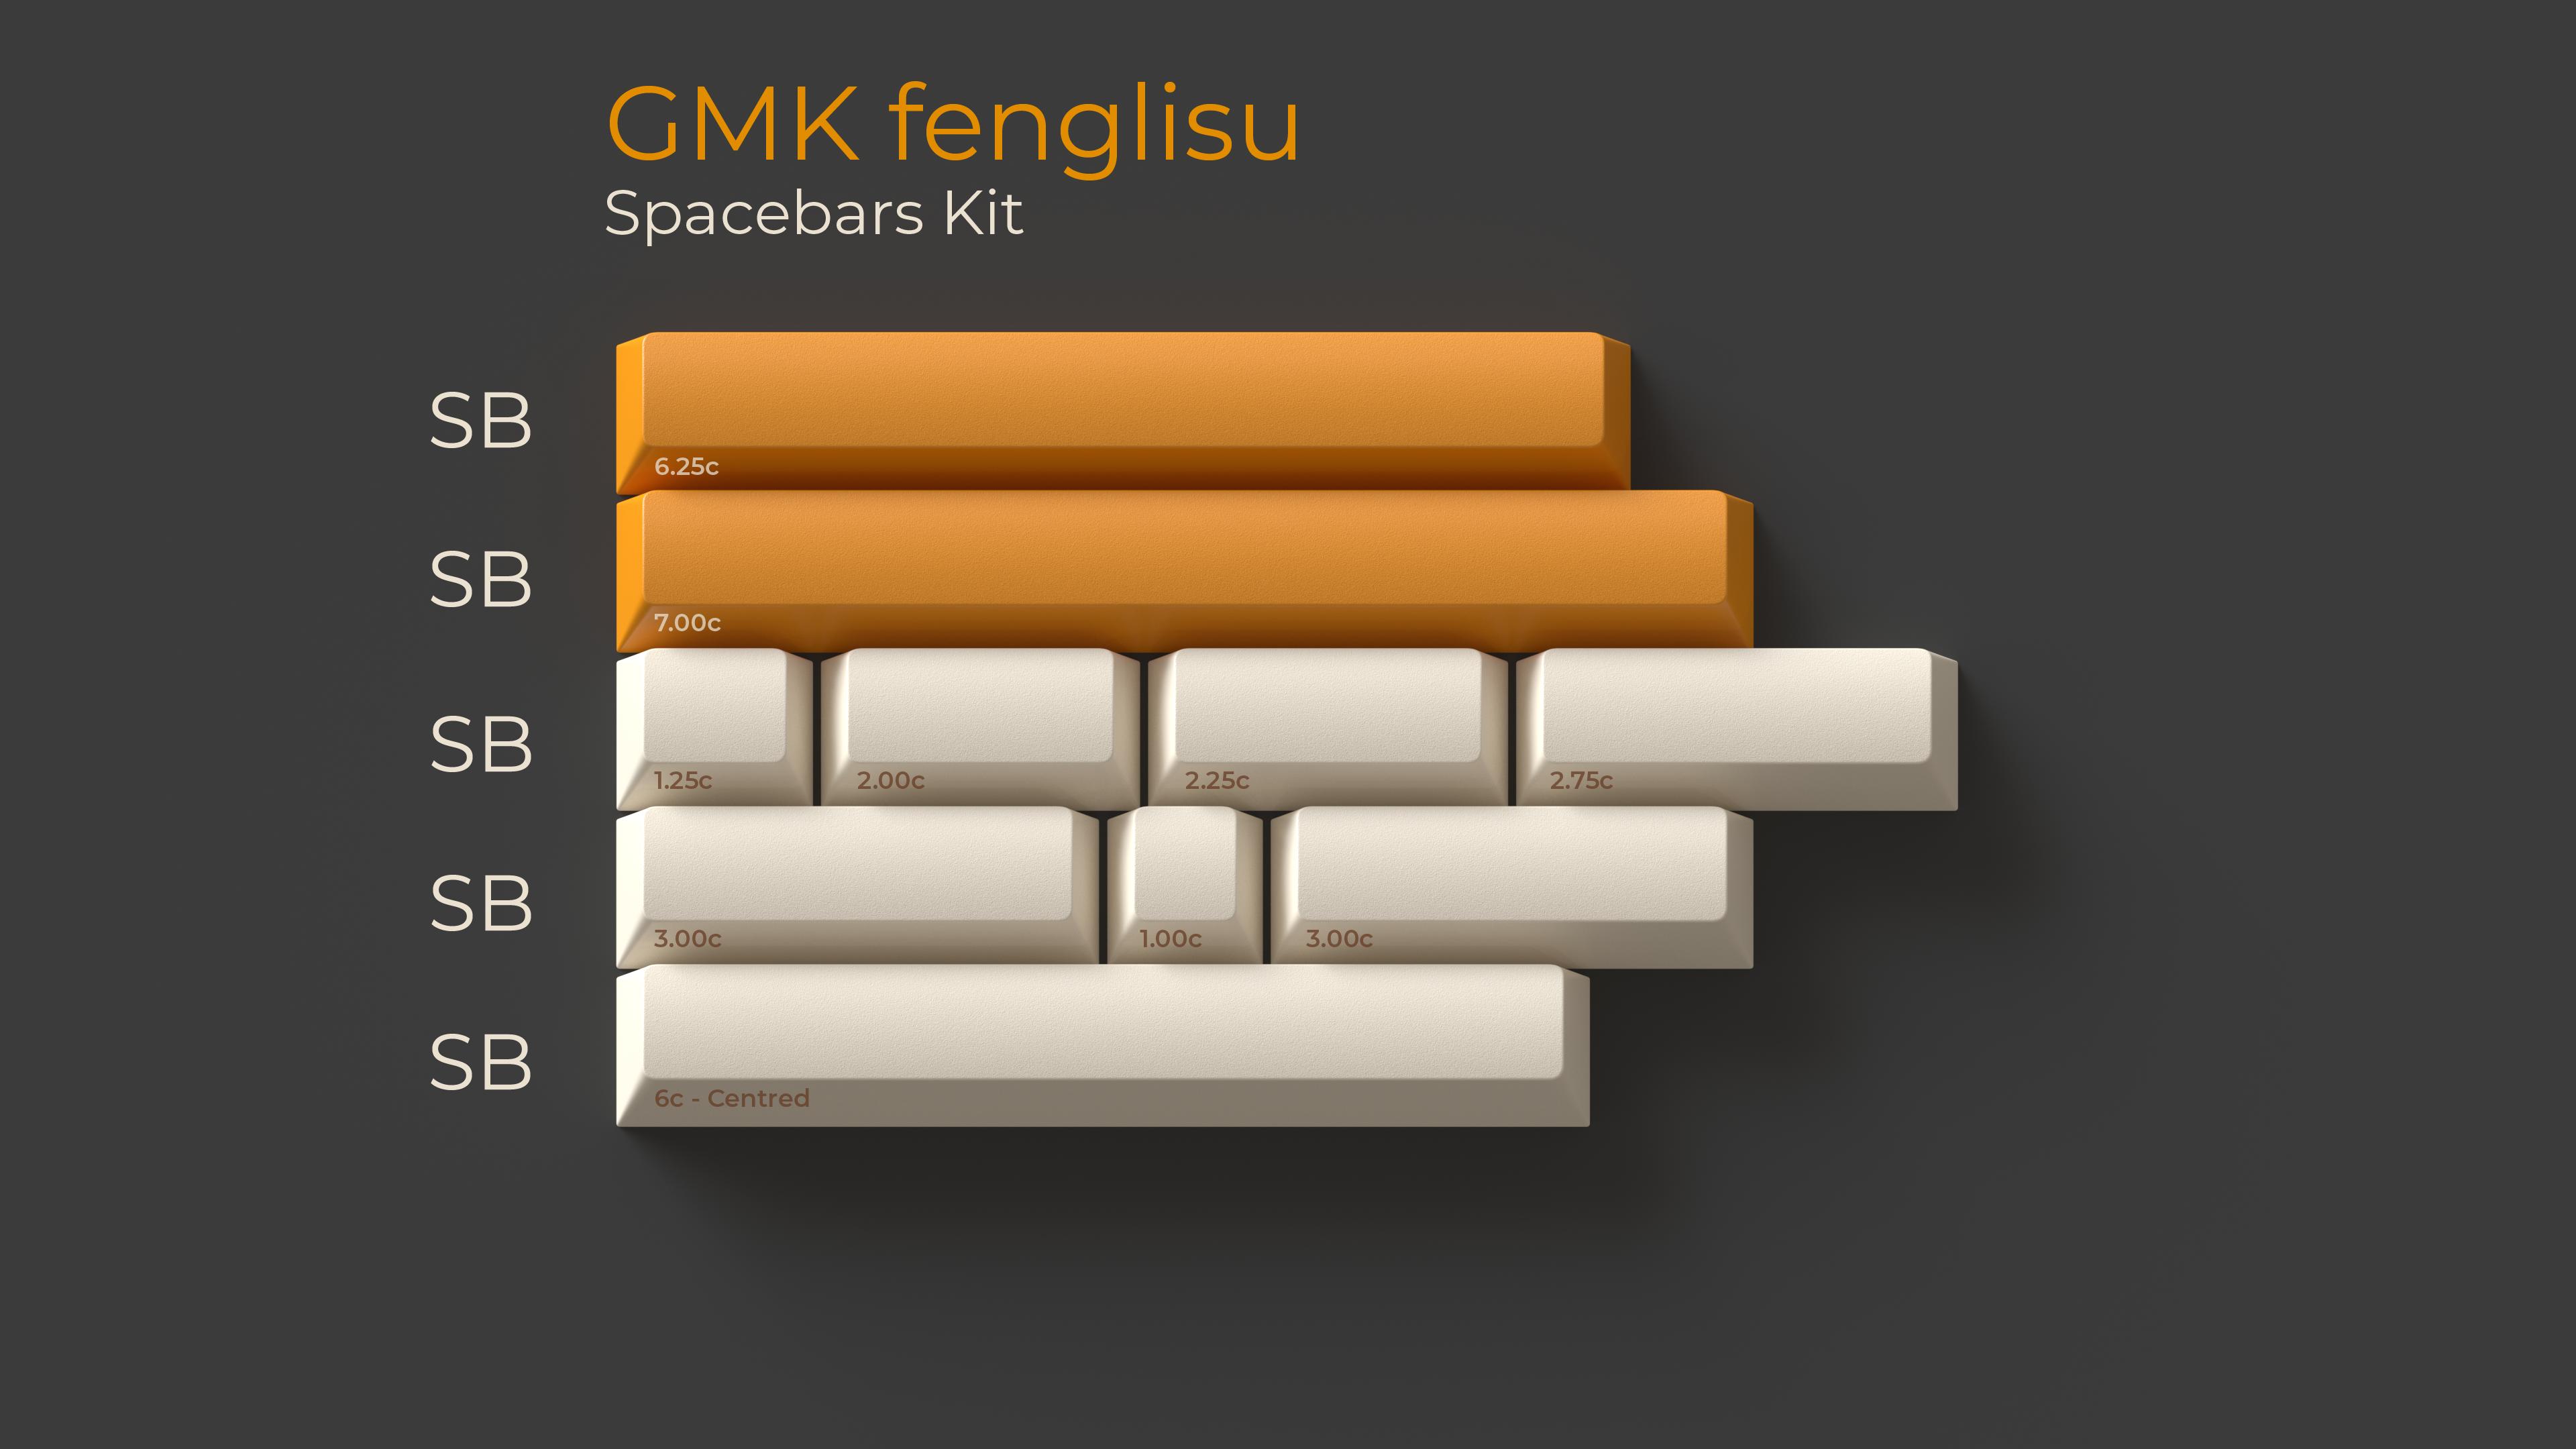 GMK fenglisu
Spacebars Kit
SB
6.25c
SB
7.00c
SB
1.25c 2.00c 2.25c 2.75c
SB
3.00c 1.00c 3.00c
SB
6c - Centred